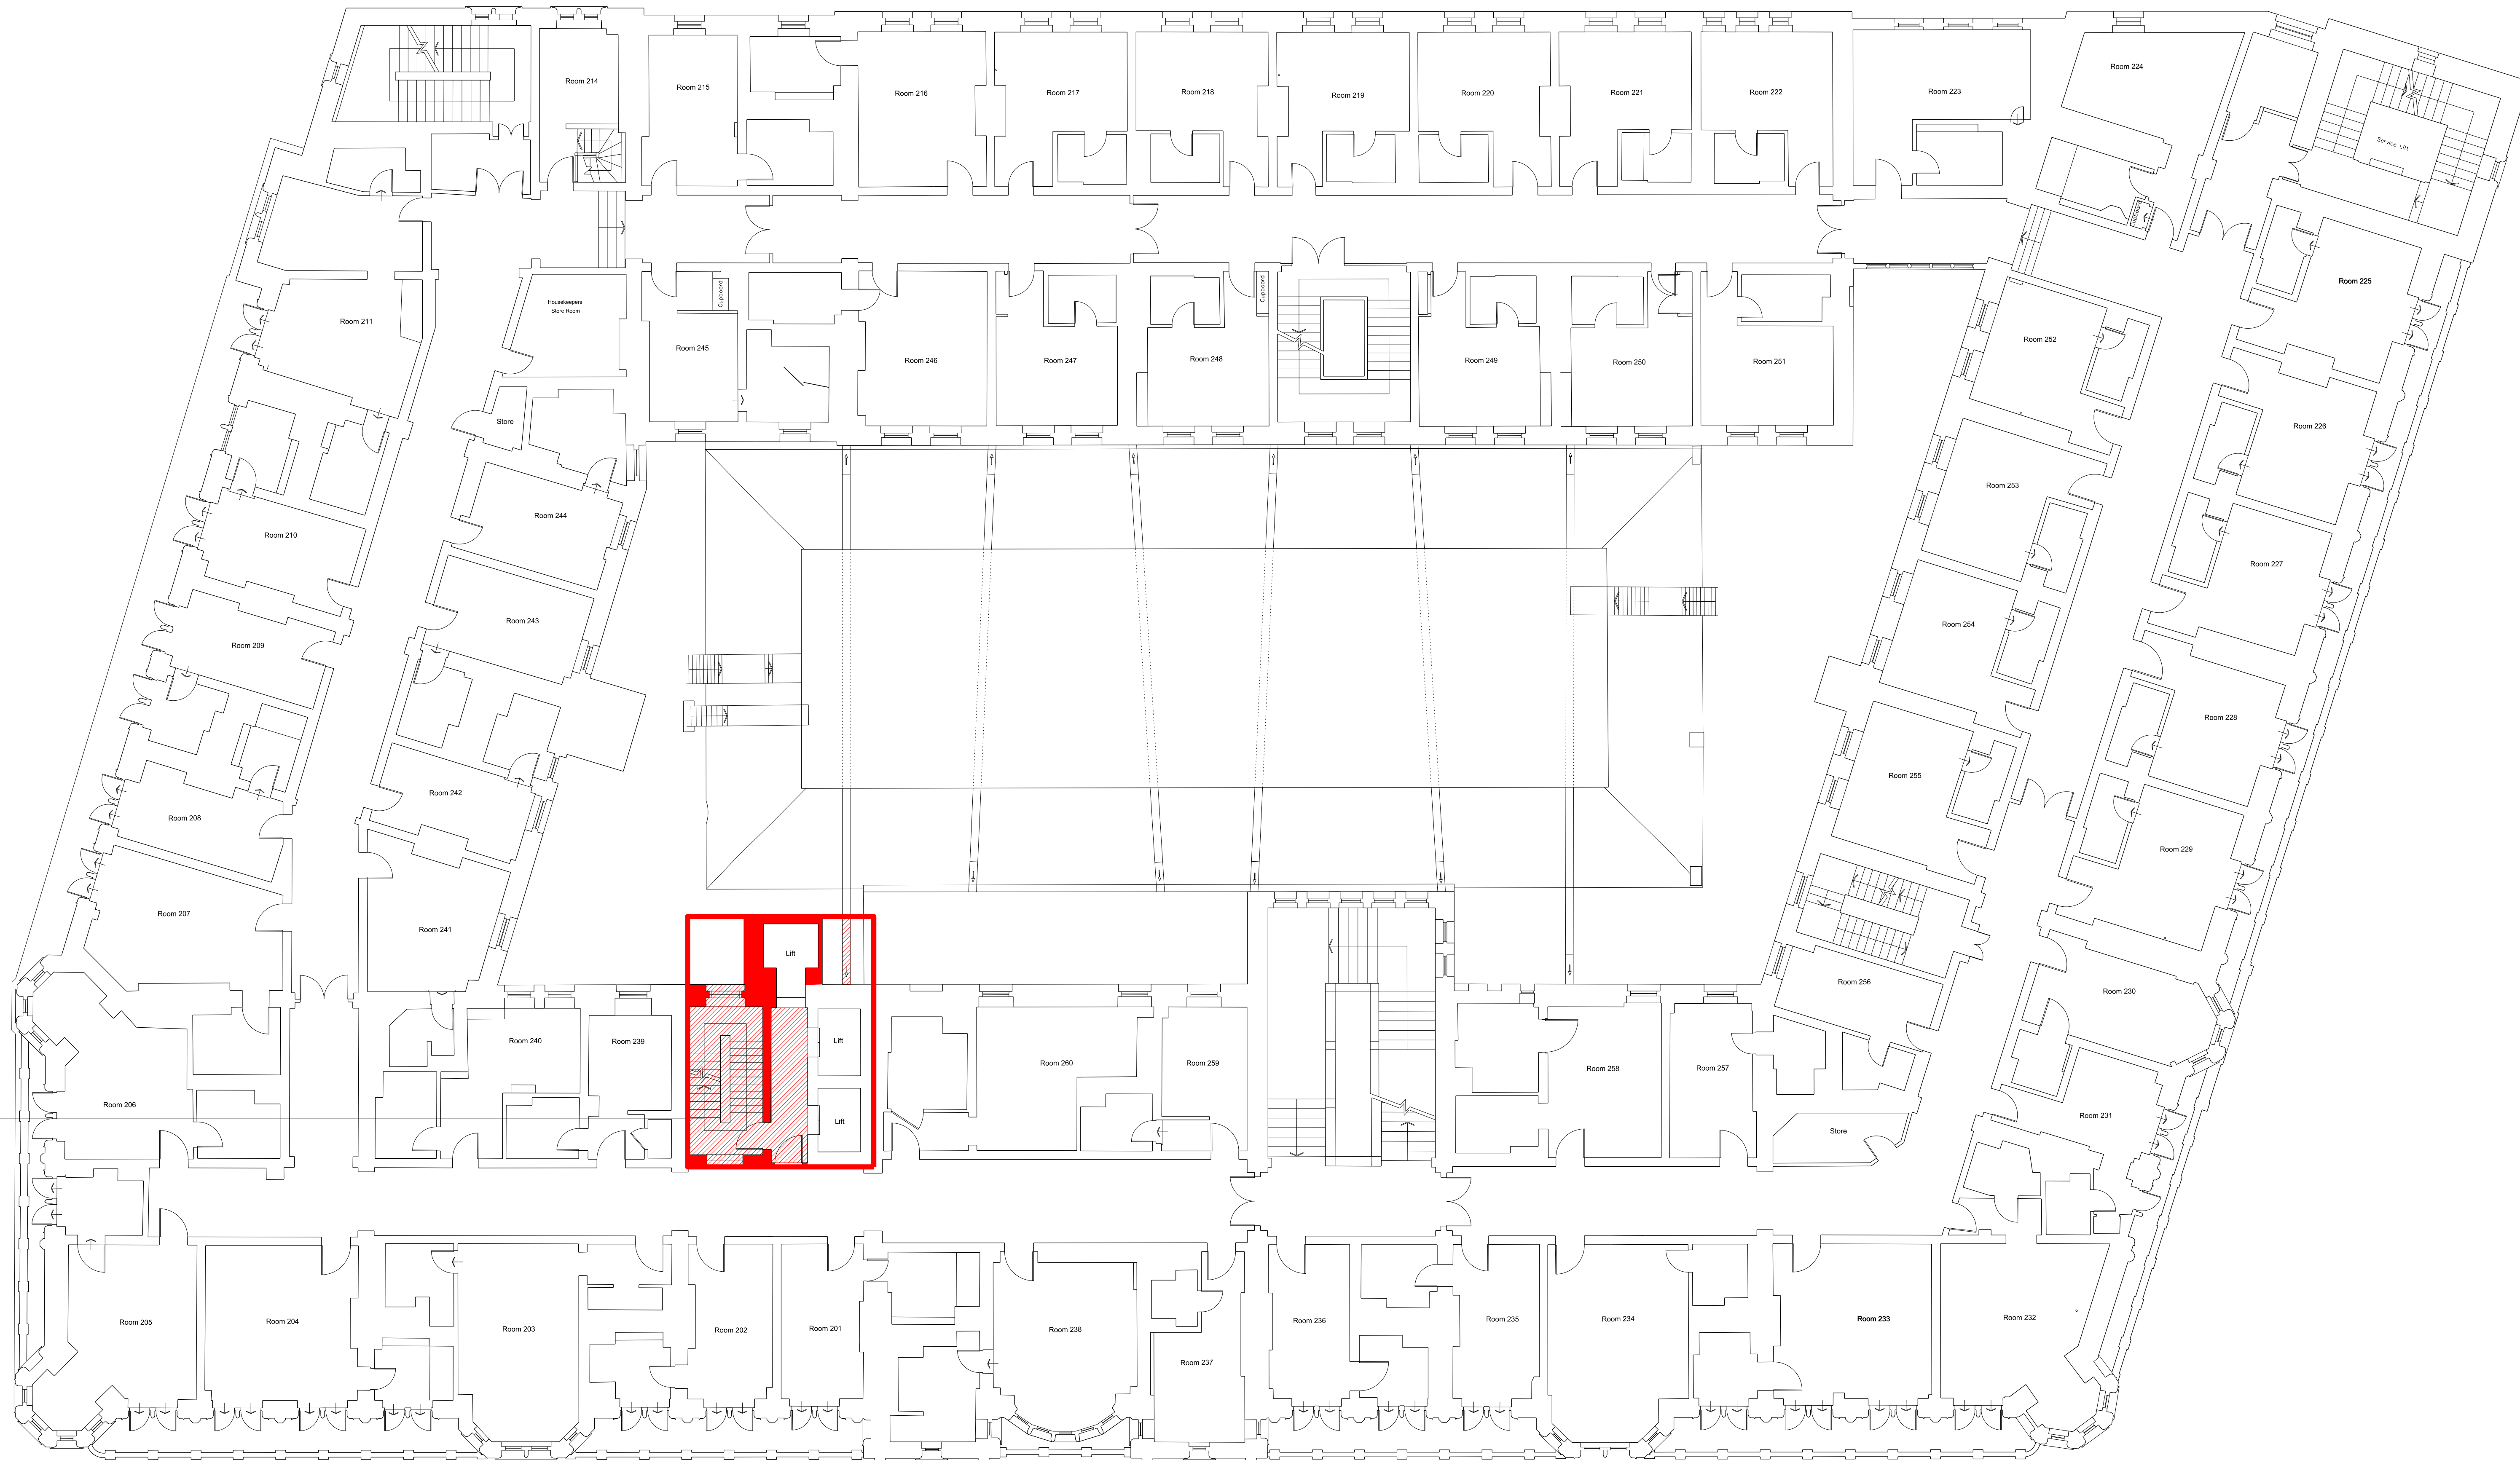 Room 214
Room 215
Room 216
Room 217
Room 218
Room 219
Room 220
Room 221
Room 222
Room 223
Room 224
Service Lift
Cupboard
Room 225
Room 211
Housekeepers
Store Room
Cupboard
Room 245
Room 246
Room 247
Room 248
Cupboard
Room 249
Room 250
Room 251
Room 252
Store
Room 226
Room 253
Room 244
Room 210
Room 227
Room 243
Room 254
Room 209
Room 228
Room 255
Room 242
Room 208
Room 229
Room 207
Room 241
Lift
Room 256
Room 230
Room 240
Room 239
Lift
Room 260
Room 259
Room 258
Room 257
Room 206
Lift
Store
Room 231
Room 205
Room 204
Room 203
Room 202
Room 201
Room 238
Room 237
Room 236
Room 235
Room 234
Room 233
Room 232